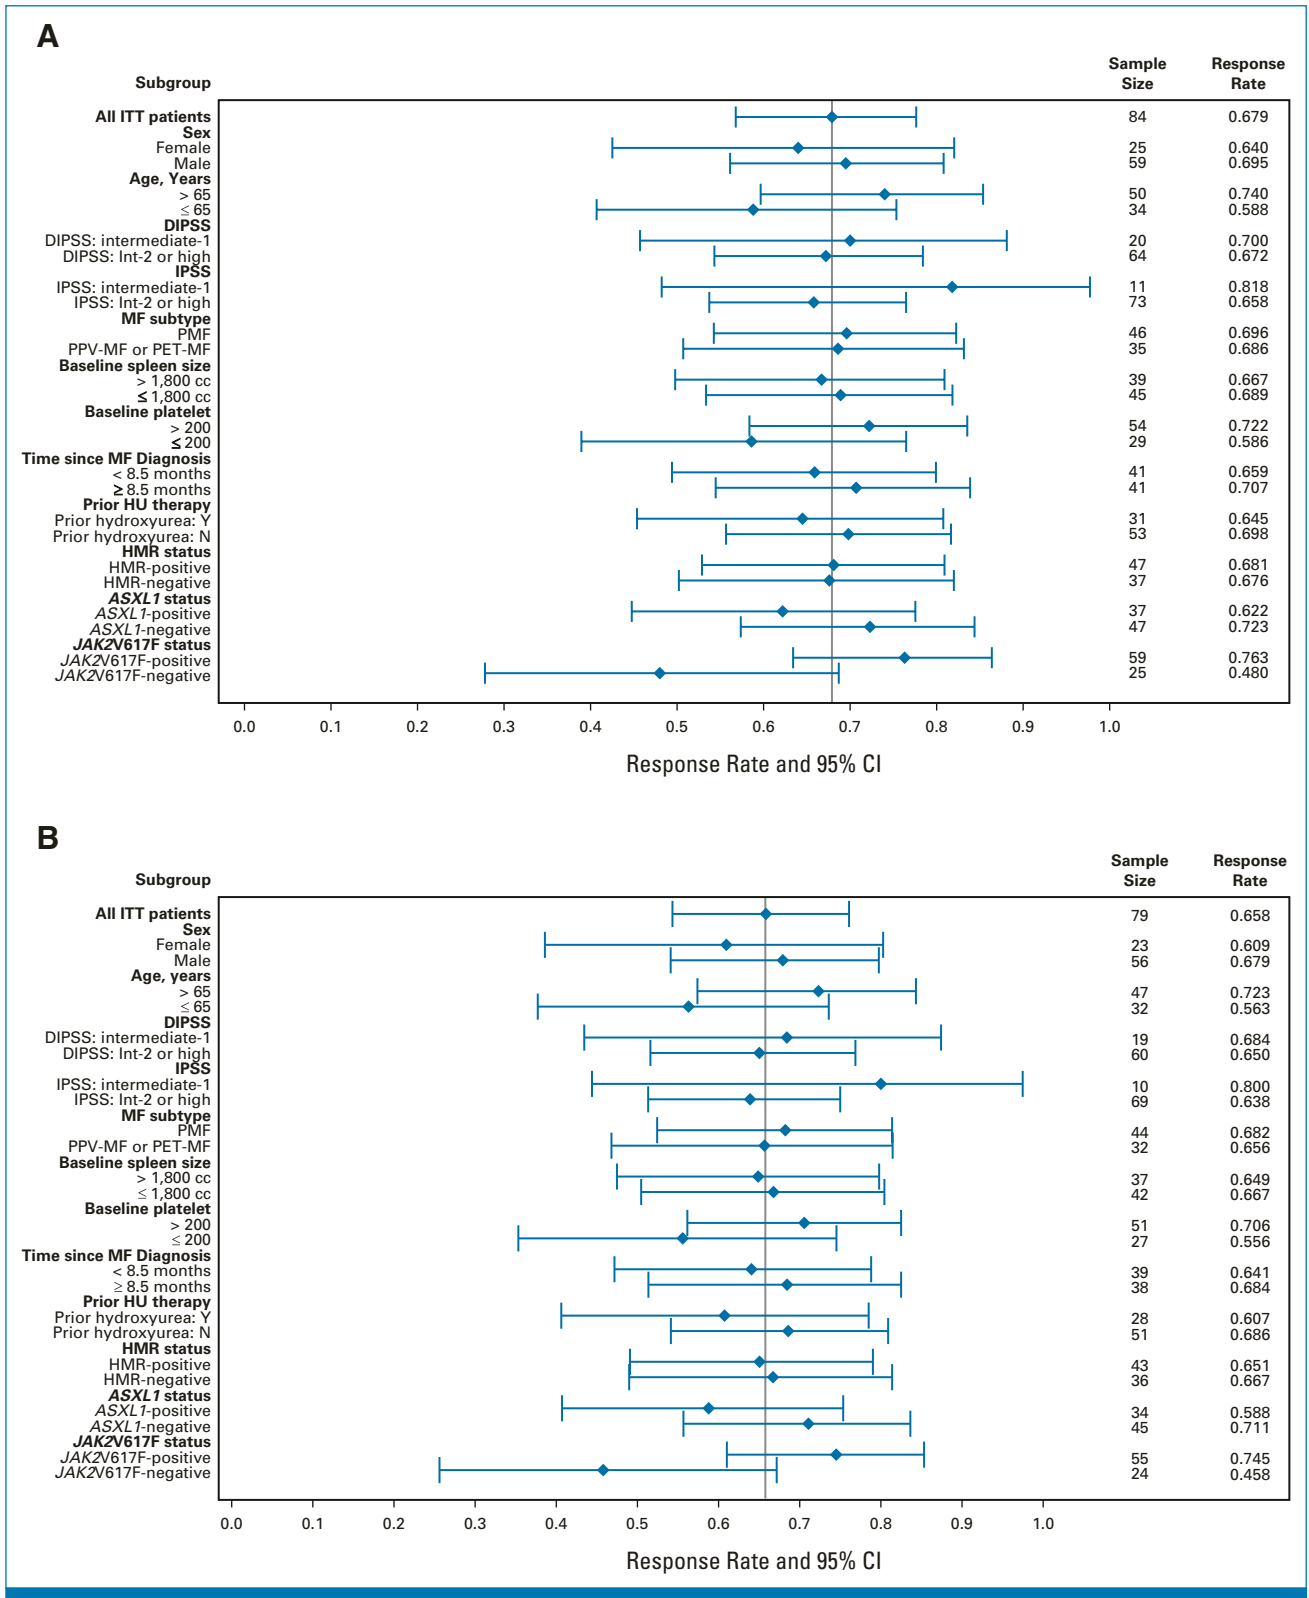 A
Subgroup Sample Size Response Rate
All ITT patients 84 0.679
Sex
Female 25 0.640
Male 59 0.695
Age, Years
> 65 50 0.740
≤ 65 34 0.588
DIPSS
DIPSS: intermediate-1 20 0.700
DIPSS: Int-2 or high 64 0.672
IPSS
IPSS: intermediate-1 11 0.818
IPSS: Int-2 or high 73 0.658
MF subtype
PMF 46 0.696
PPV-MF or PET-MF 35 0.686
Baseline spleen size
> 1,800 cc 39 0.667
≤ 1,800 cc 45 0.689
Baseline platelet
> 200 54 0.722
≤ 200 29 0.586
Time since MF Diagnosis
< 8.5 months 41 0.659
≥ 8.5 months 41 0.707
Prior HU therapy
Prior hydroxyurea: Y 31 0.645
Prior hydroxyurea: N 53 0.698
HMR status
HMR-positive 47 0.681
HMR-negative 37 0.676
ASXL1 status
ASXL1-positive 37 0.622
ASXL1-negative 47 0.723
JAK2V617F status
JAK2V617F-positive 59 0.763
JAK2V617F-negative 25 0.480
0.0 0.1 0.2 0.3 0.4 0.5 0.6 0.7 0.8 0.9 1.0
Response Rate and 95% CI
B
Subgroup Sample Size Response Rate
All ITT patients 79 0.658
Sex
Female 23 0.609
Male 56 0.679
Age, years
> 65 47 0.723
≤ 65 32 0.563
DIPSS
DIPSS: intermediate-1 19 0.684
DIPSS: Int-2 or high 60 0.650
IPSS
IPSS: intermediate-1 10 0.800
IPSS: Int-2 or high 69 0.638
MF subtype
PMF 44 0.682
PPV-MF or PET-MF 32 0.656
Baseline spleen size
> 1,800 cc 37 0.649
≤ 1,800 cc 42 0.667
Baseline platelet
> 200 51 0.706
≤ 200 27 0.556
Time since MF Diagnosis
< 8.5 months 39 0.641
≥ 8.5 months 38 0.684
Prior HU therapy
Prior hydroxyurea: Y 28 0.607
Prior hydroxyurea: N 51 0.686
HMR status
HMR-positive 43 0.651
HMR-negative 36 0.667
ASXL1 status
ASXL1-positive 34 0.588
ASXL1-negative 45 0.711
JAK2V617F status
JAK2V617F-positive 55 0.745
JAK2V617F-negative 24 0.458
0.0 0.1 0.2 0.3 0.4 0.5 0.6 0.7 0.8 0.9 1.0
Response Rate and 95% CI